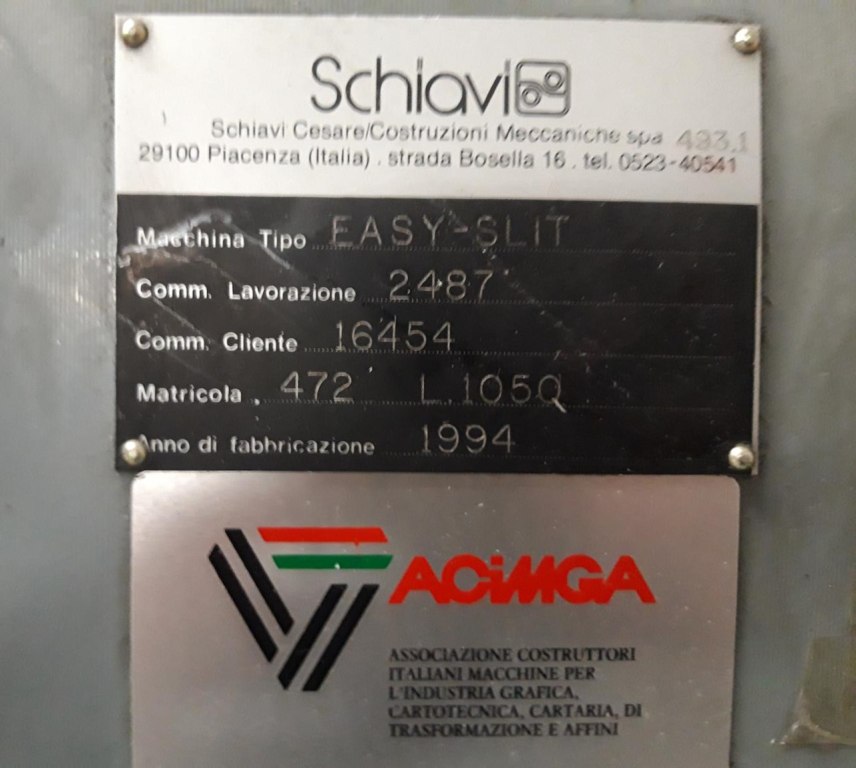 Schiavi
Schiavi Cesare/Costruzioni Meccaniche spa 493.1
29100 Piacenza (Italia) . strada Bosella 16 . tel. 0523-40541
Macchina Tipo EASY-SLIT
Comm. Lavorazione 2487
Comm. Cliente 16454
Matricola . 472 L.1050
Anno di fabbricazione 1994
ACIMGA
ASSOCIAZIONE COSTRUTTORI
ITALIANI MACCHINE PER
L'INDUSTRIA GRAFICA,
CARTOTECNICA, CARTARIA, DI
TRASFORMAZIONE E AFFINI